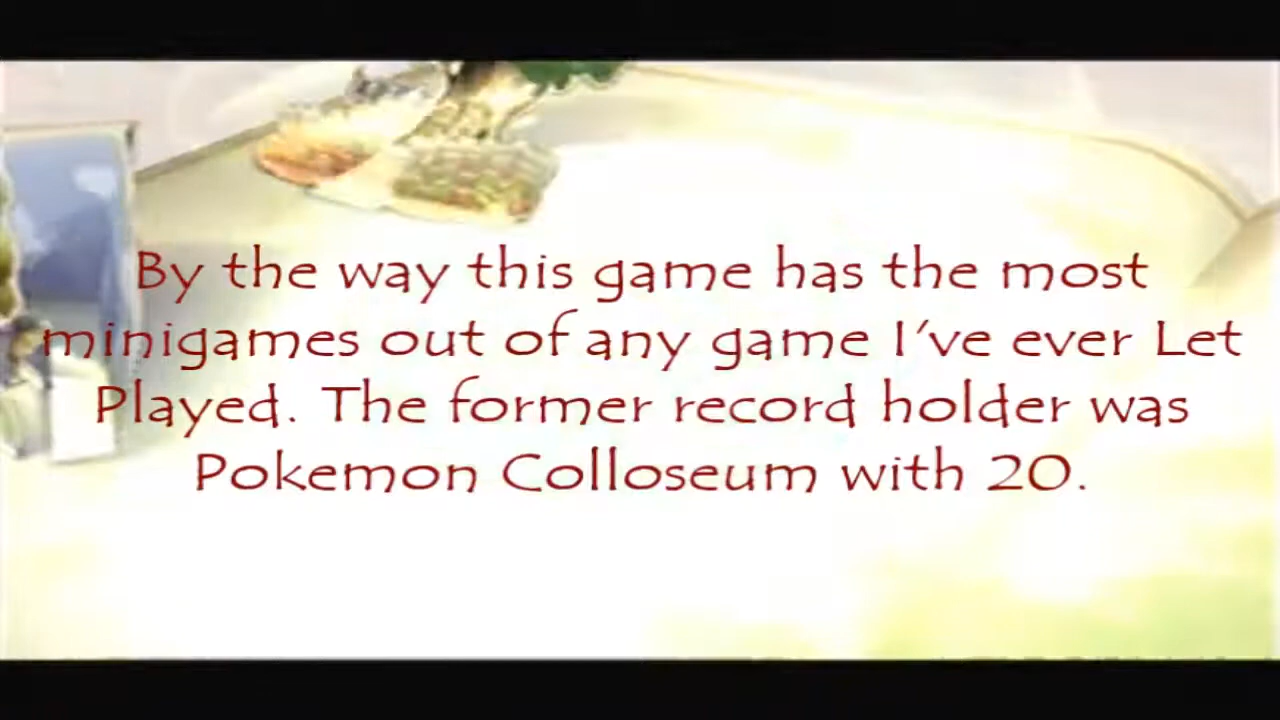 By the way this game has the most
minigames out of any game I've ever Let
Played. The former record holder was
Pokemon Colloseum with 20.